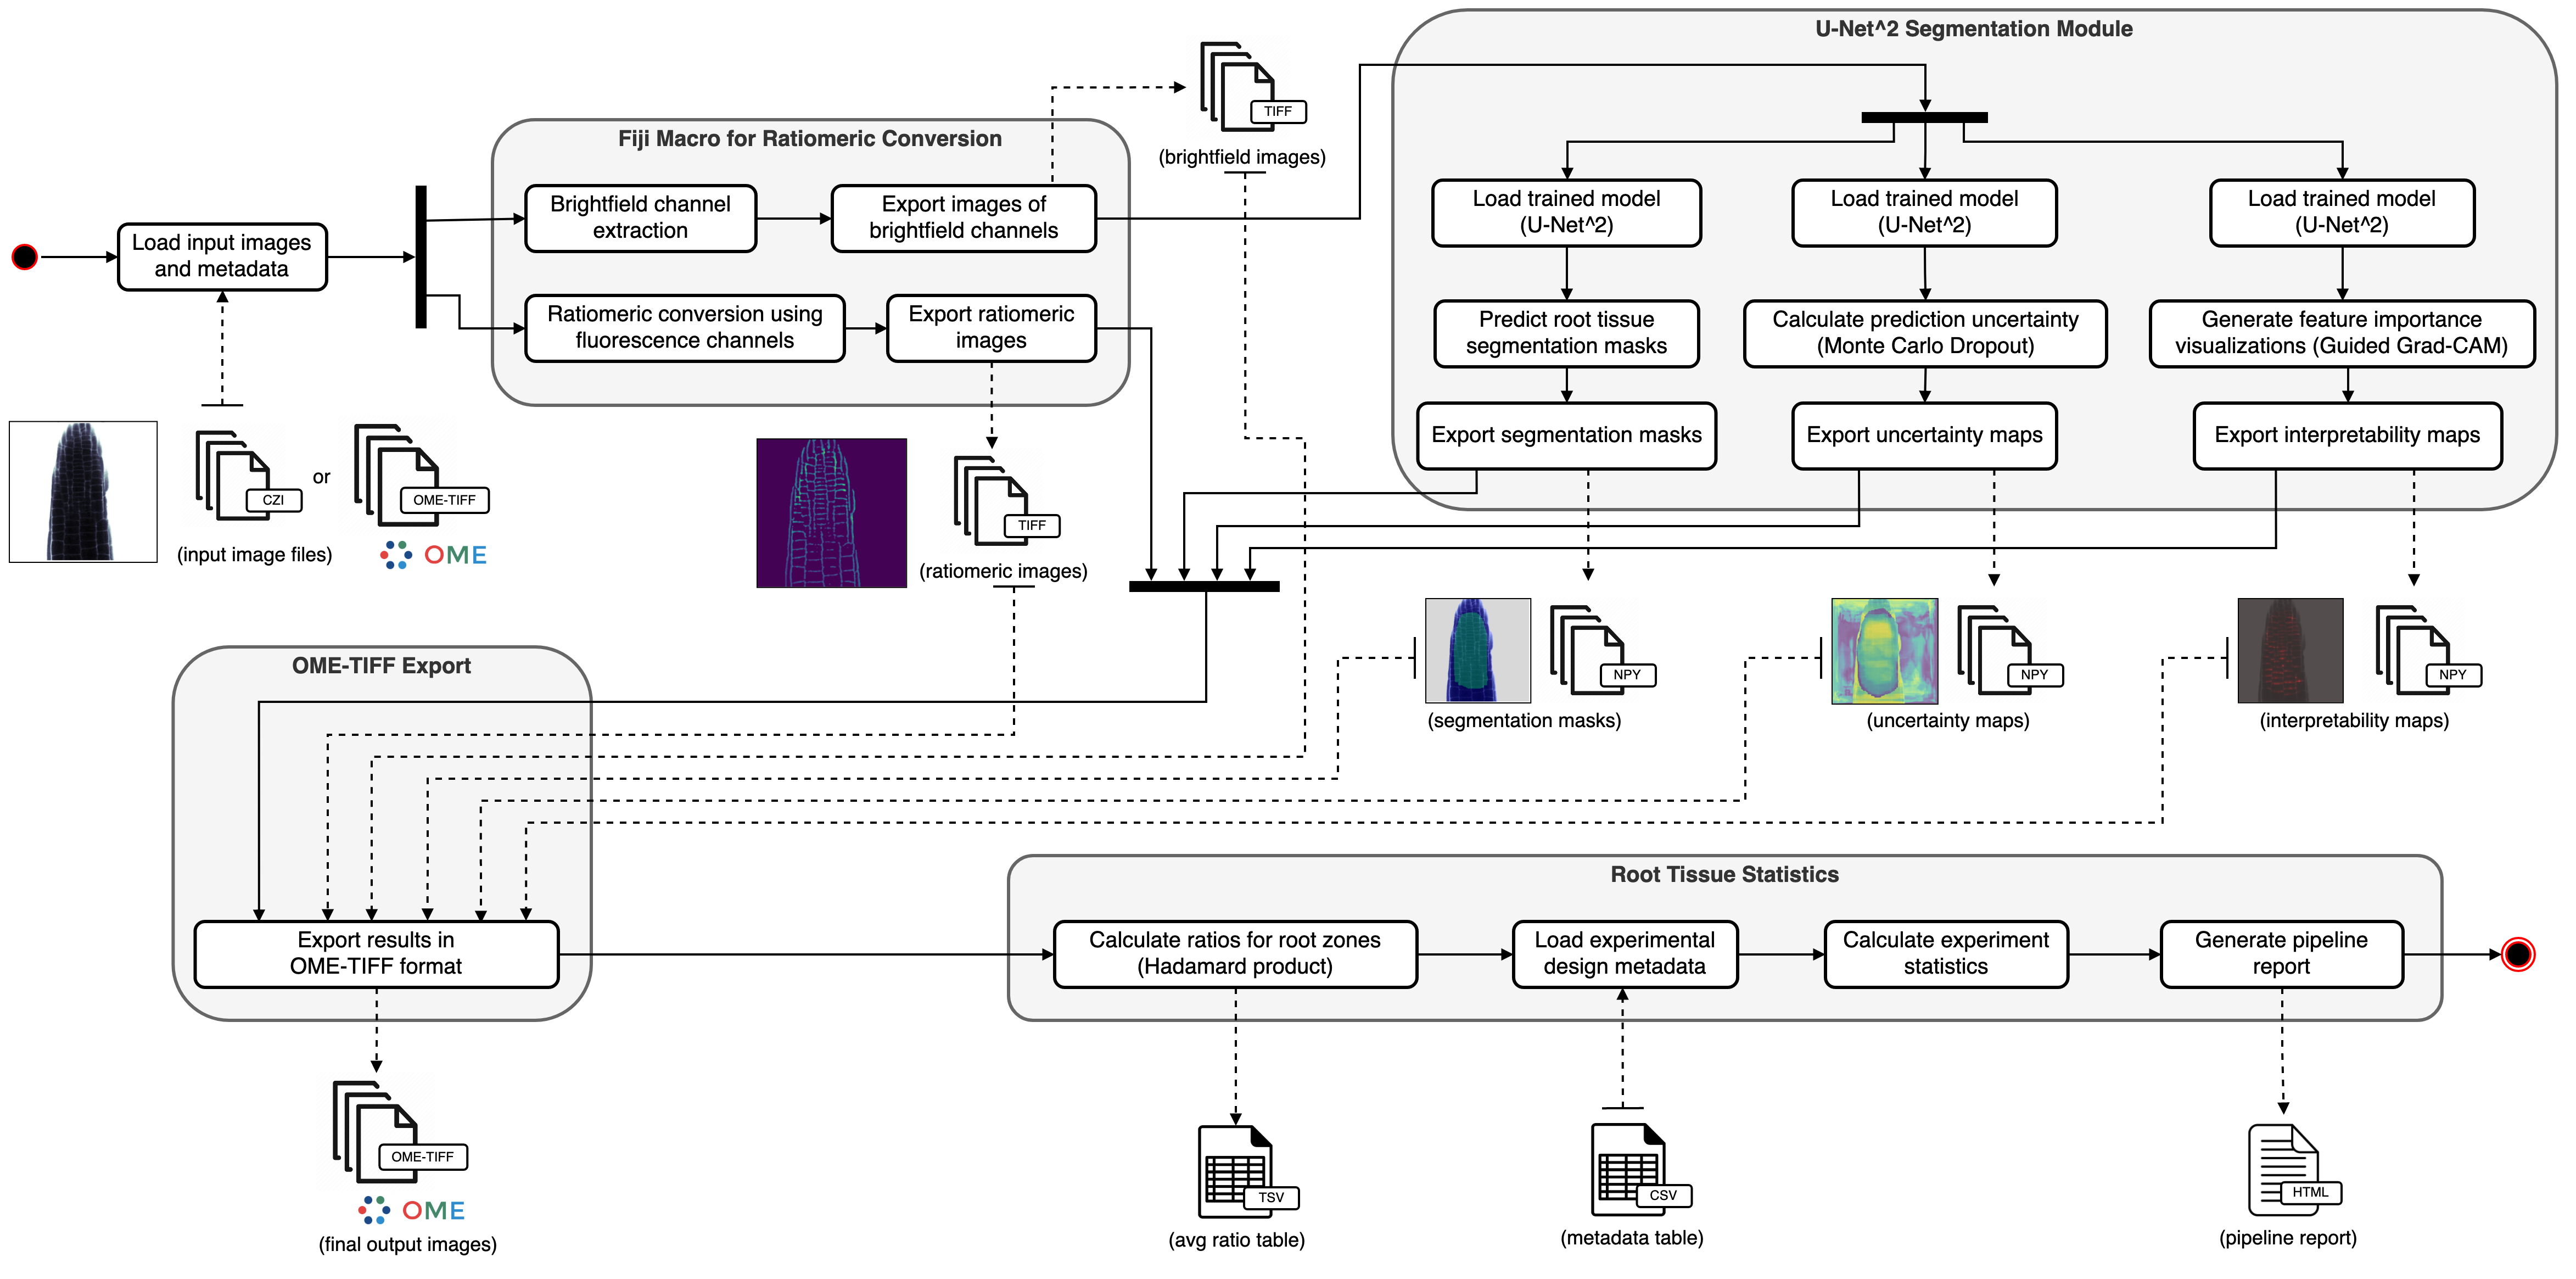 U-Net^2 Segmentation Module
TIFF
(brightfield images)
Fiji Macro for Ratiomeric Conversion
Brightfield channel
extraction
Export images of
brightfield channels
Load input images
and metadata
Ratiomeric conversion using
fluorescence channels
Export ratiomeric
images
Load trained model
(U-Net^2)
Load trained model
(U-Net^2)
Load trained model
(U-Net^2)
Predict root tissue
segmentation masks
Calculate prediction uncertainty
(Monte Carlo Dropout)
Generate feature importance
visualizations (Guided Grad-CAM)
Export segmentation masks
Export uncertainty maps
Export interpretability maps
CZI
or
OME-TIFF
(input image files)
OME
TIFF
(ratiomeric images)
NPY
(segmentation masks)
NPY
(uncertainty maps)
NPY
(interpretability maps)
OME-TIFF Export
Export results in
OME-TIFF format
Root Tissue Statistics
Calculate ratios for root zones
(Hadamard product)
Load experimental
design metadata
Calculate experiment
statistics
Generate pipeline
report
OME-TIFF
OME
(final output images)
TSV
(avg ratio table)
CSV
(metadata table)
HTML
(pipeline report)